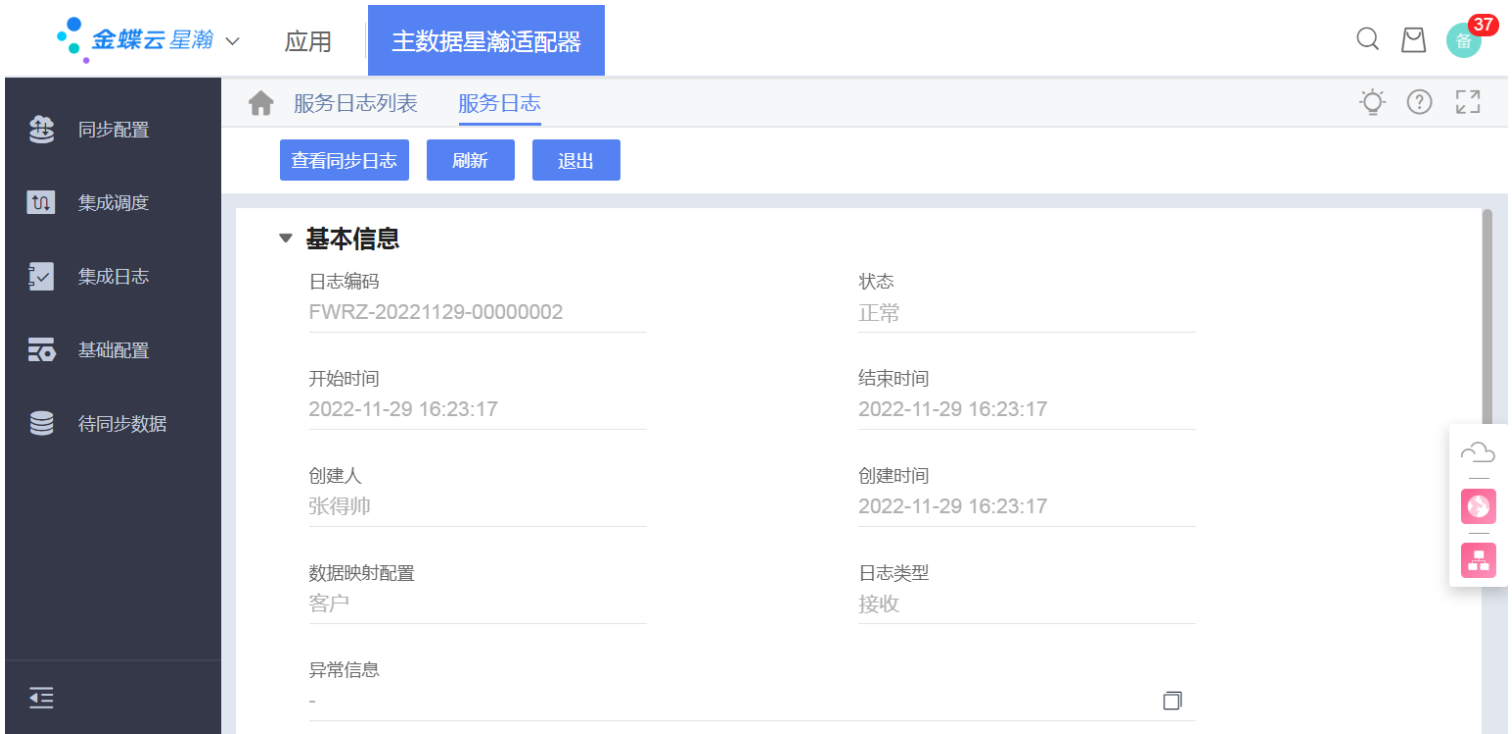 金蝶云星瀚 应用 主数据星瀚适配器 备 37
服务日志列表 服务日志
同步配置
集成调度
集成日志
基础配置
待同步数据
查看同步日志 刷新 退出
基本信息
日志编码 状态
FWRZ-20221129-00000002 正常
开始时间 结束时间
2022-11-29 16:23:17 2022-11-29 16:23:17
创建人 创建时间
张得帅 2022-11-29 16:23:17
数据映射配置 日志类型
客户 接收
异常信息
-